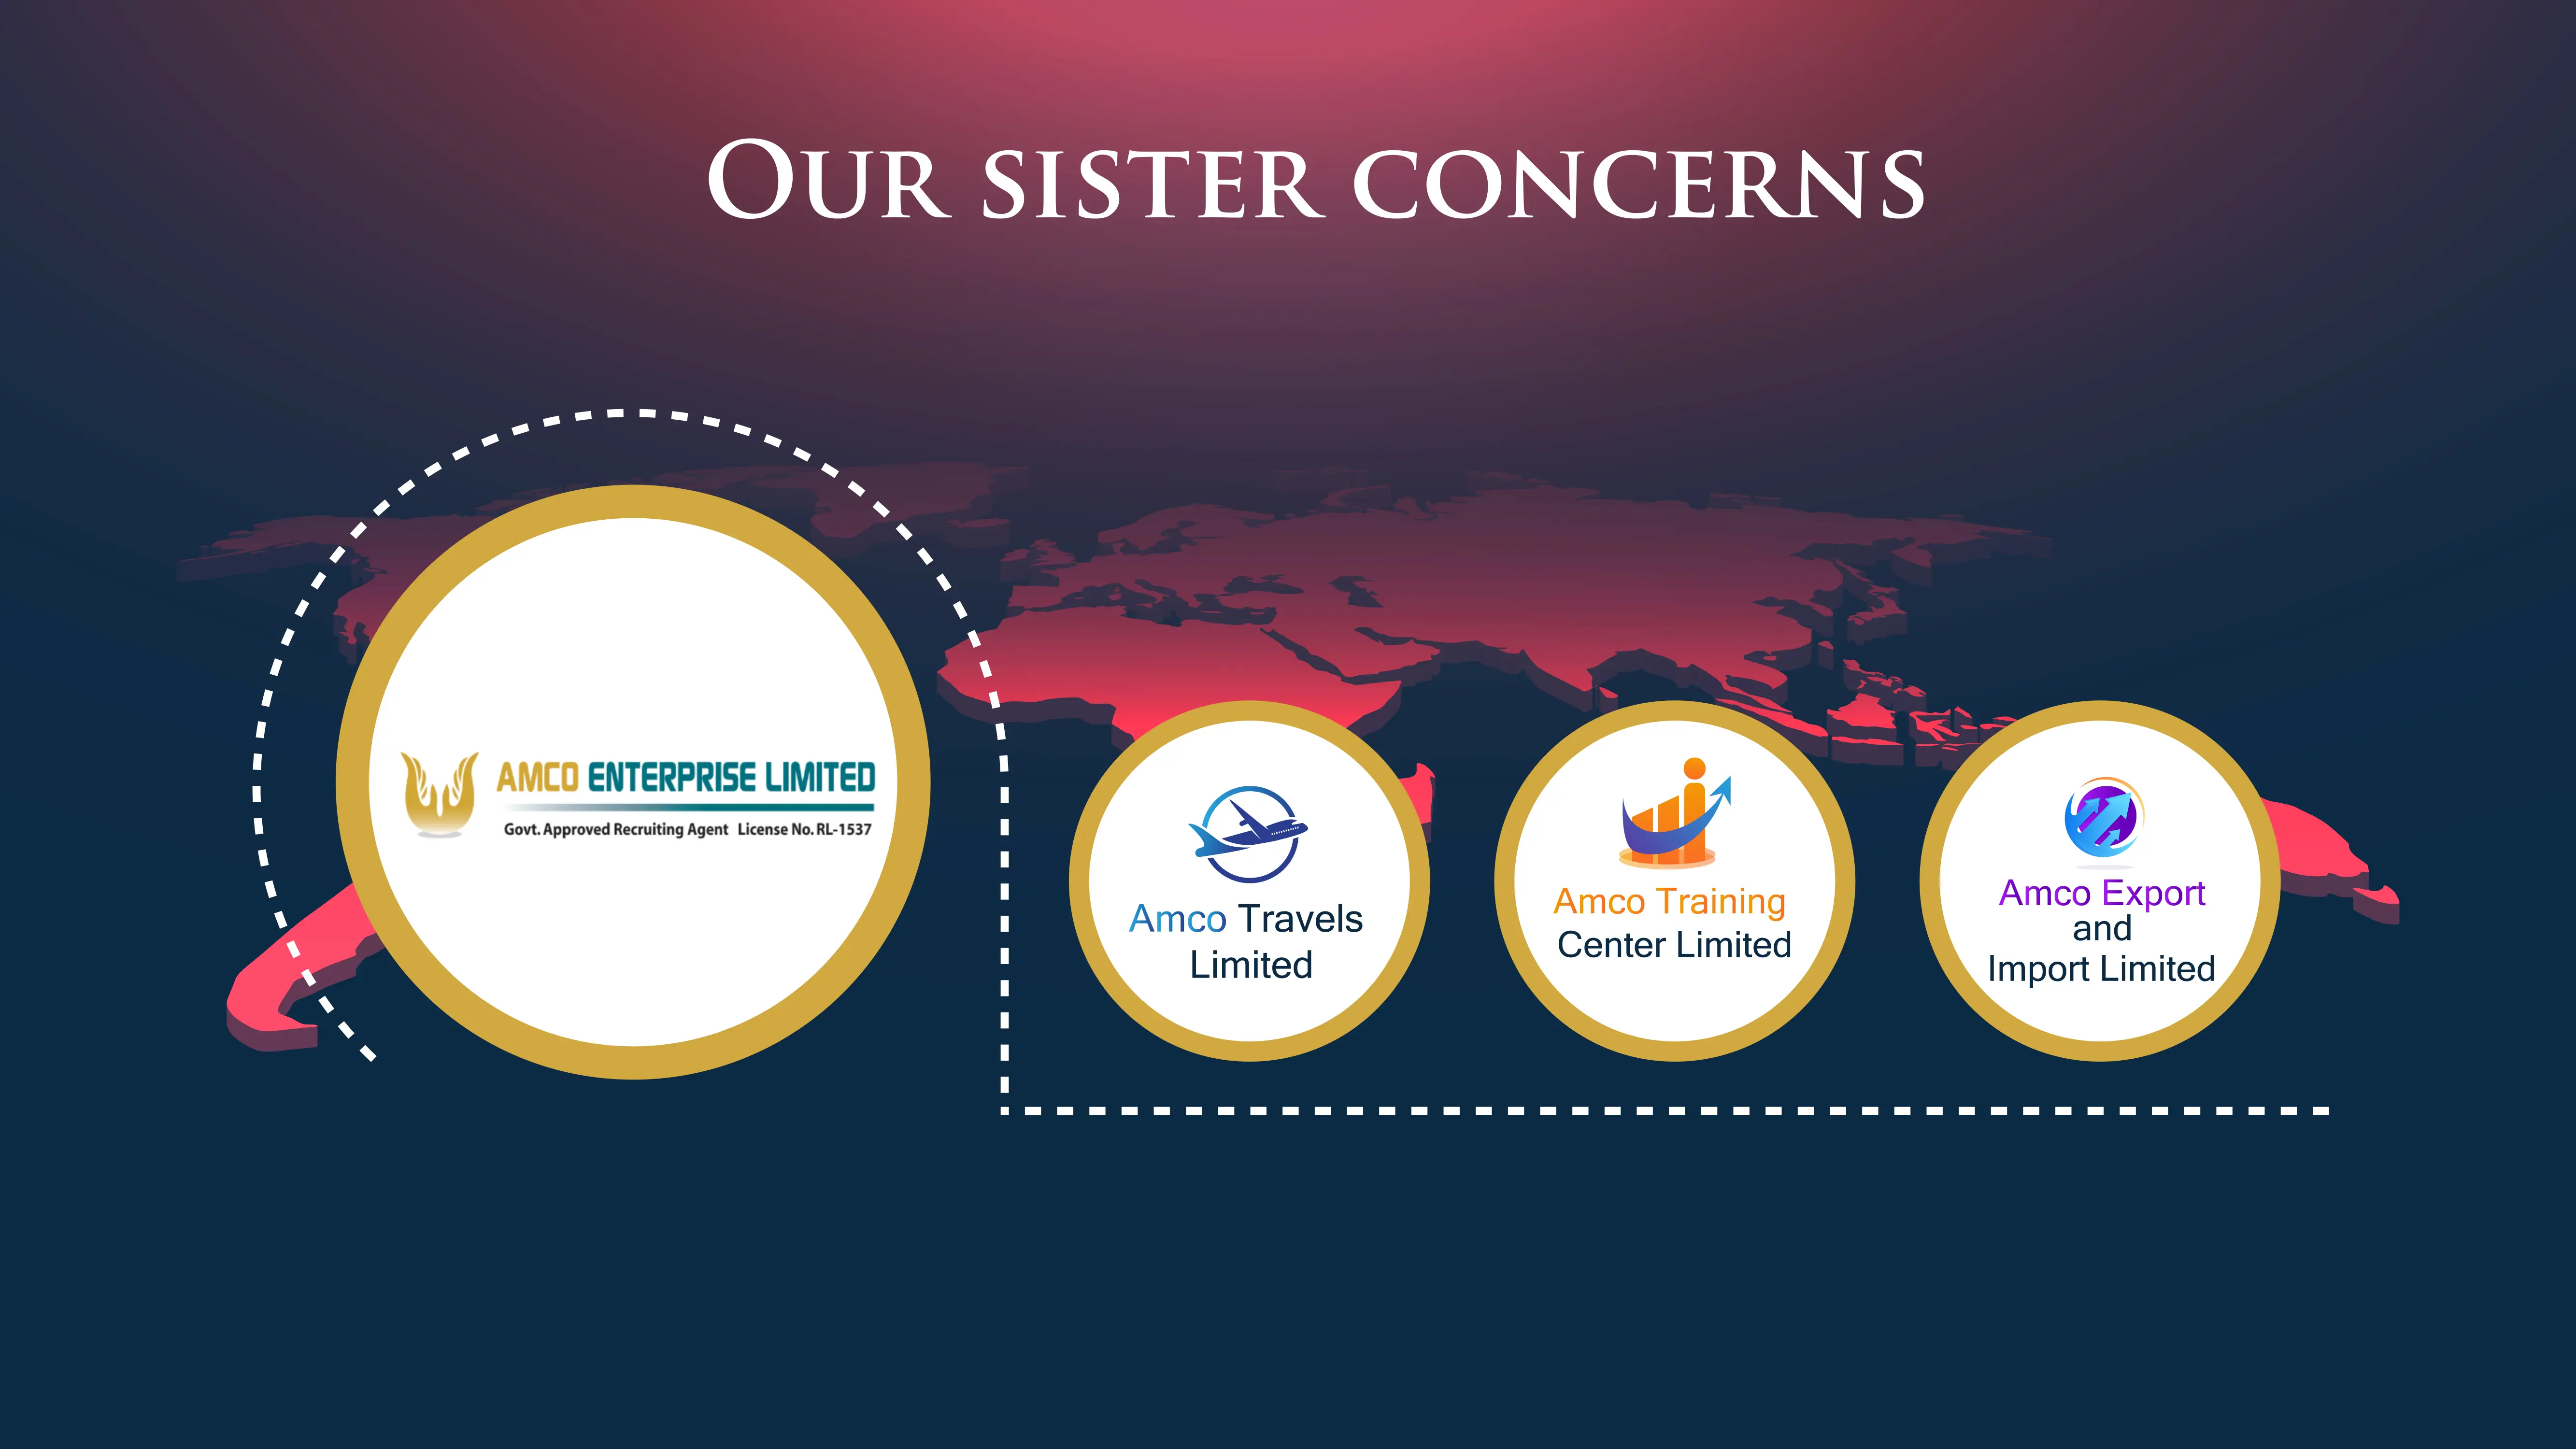 Our sister concerns
AMCO ENTERPRISE LIMITED
Govt. Approved Recruiting Agent License No. RL-1537
Amco Travels
Limited
Amco Training
Center Limited
Amco Export
and
Import Limited